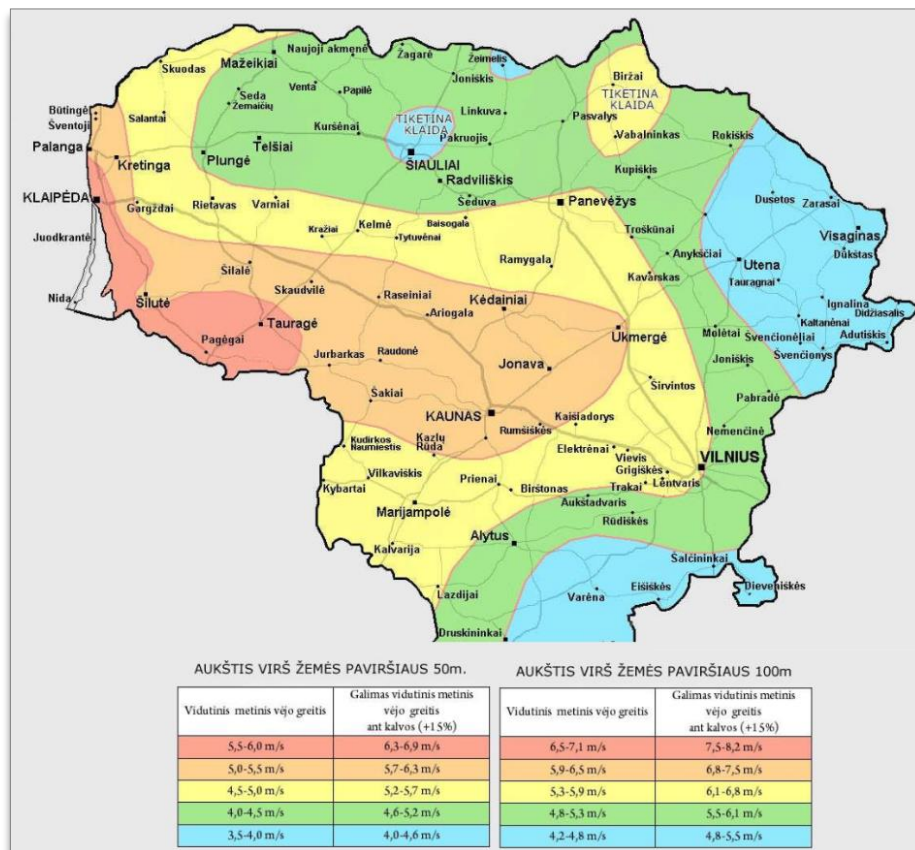 Naujoji akmenė
Žagarė
Žeimelis
Mažeikiai
Skuodas
Joniškis
Biržai
Seda
Venta
Papilė
TIKĖTINA
KLAIDA
Žemaičių
Būtingė
Salantai
Linkuva
Šventoji
Kuršėnai
TIKĖTINA
KLAIDA
Pasvalys
Vabalninkas
Rokiškis
Palanga
Telšiai
Pakruojis
Kretinga
Plungė
ŠIAULIAI
Kupiškis
Radviliškis
KLAIPĖDA
Gargždai
Rietavas
Varniai
Šeduva
Panevėžys
Dusetos
Zarasai
Baisogala
Kelmė
Kražiai
Tytuvėnai
Troškūnai
Visaginas
Juodkrantė
Anykščiai
Dūkštas
Šilalė
Ramygala
Utena
Kavarskas
Tauragnai
Skaudvilė
Nida
Šilutė
Raseiniai
Kėdainiai
Ignalina
Didžiasalis
Ariogala
Kaltanėnai
Tauragė
Ukmergė
Molėtai
Švenčionėliai
Adutiškis
Pagėgai
Švenčionys
Jurbarkas
Raudonė
Jonava
Joniškis
Širvintos
Šakiai
Pabradė
KAUNAS
Rumšiškės
Kaišladorys
Nemenčinė
Kudirkos
Naumiestis
Kazlų
Rūda
Elektrėnai
Vievis
VILNIUS
Grigiškės
Vilkaviškis
Prienai
Lentvaris
Kybartai
Birštonas
Trakai
Marijampolė
Aukštadvaris
Rūdiškės
Kalvarija
Alytus
Šalčininkai
Lazdijai
Varėna
Eišiškės
Dieveniškės
Druskininkai
AUKŠTIS VIRŠ ŽEMĖS PAVIRŠIAUS 50m.
Vidutinis metinis vėjo greitis
Galimas vidutinis metinis
vėjo greitis
ant kalvos (+15%)
5,5-6,0 m/s 6,3-6,9 m/s
5,0-5,5 m/s 5,7-6,3 m/s
4,5-5,0 m/s 5,2-5,7 m/s
4,0-4,5 m/s 4,6-5,2 m/s
3,5-4,0 m/s 4,0-4,6 m/s
AUKŠTIS VIRŠ ŽEMĖS PAVIRŠIAUS 100m
Vidutinis metinis vėjo greitis
Galimas vidutinis metinis
vėjo greitis
ant kalvos (+15%)
6,5-7,1 m/s 7,5-8,2 m/s
5,9-6,5 m/s 6,8-7,5 m/s
5,3-5,9 m/s 6,1-6,8 m/s
4,8-5,3 m/s 5,5-6,1 m/s
4,2-4,8 m/s 4,8-5,5 m/s